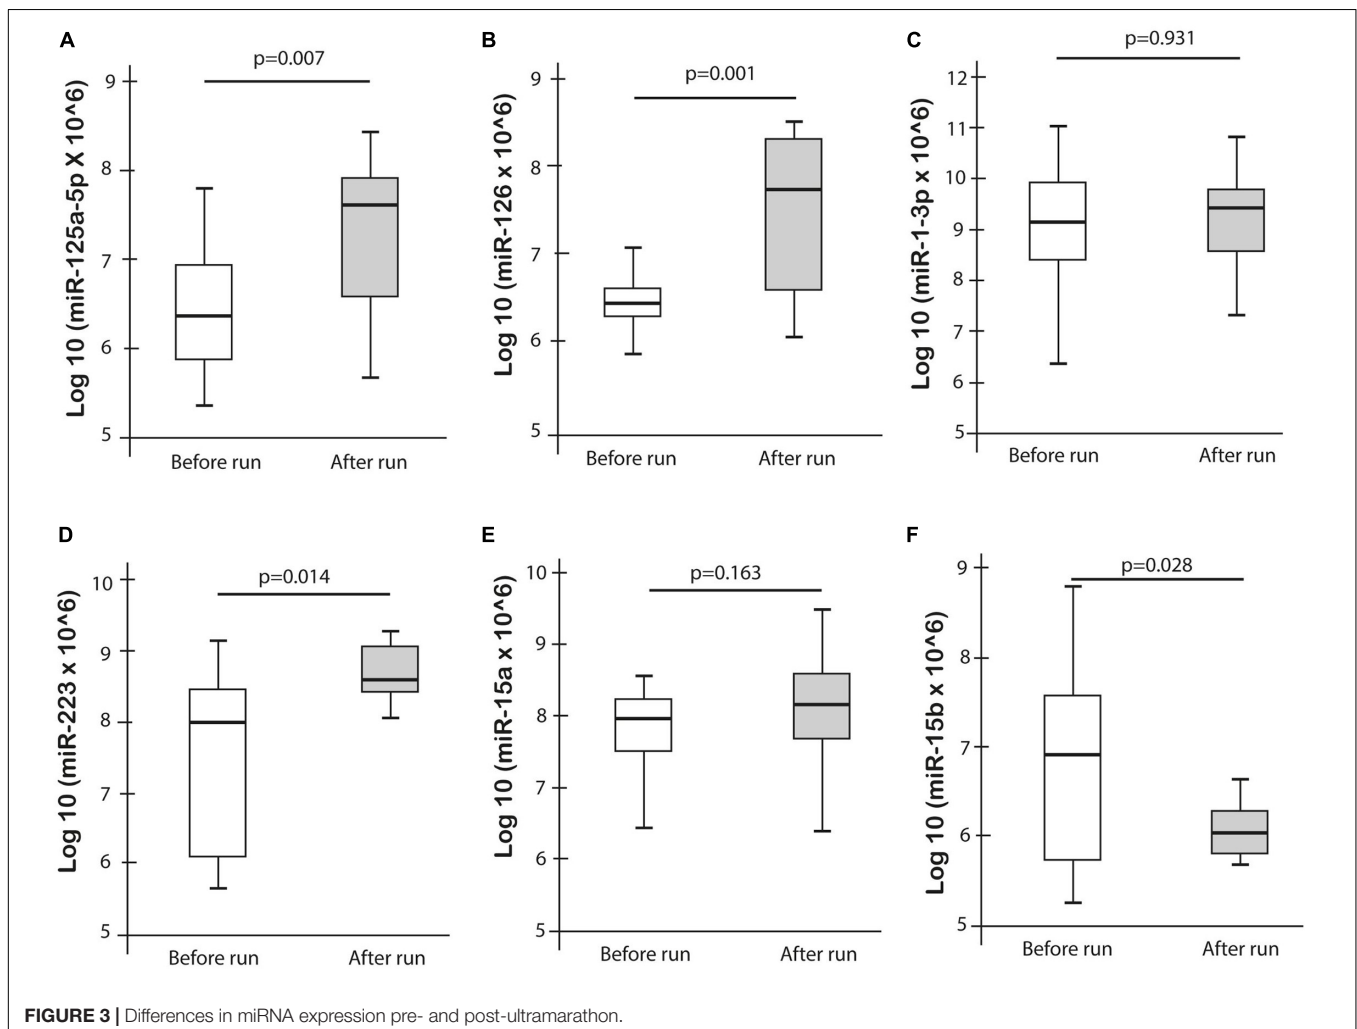 A
p=0.007
Log 10 (miR-125a-5p X 10^6)
9
8
7
6
5
Before run After run
B
p=0.001
Log 10 (miR-126 x 10^6)
9
8
7
6
5
Before run After run
C
p=0.931
Log 10 (miR-1-3p x 10^6)
12
11
10
9
8
7
6
5
Before run After run
D
p=0.014
Log 10 (miR-223 x 10^6)
10
9
8
7
6
5
Before run After run
E
p=0.163
Log 10 (miR-15a x 10^6)
10
9
8
7
6
5
Before run After run
F
p=0.028
Log 10 (miR-15b x 10^6)
9
8
7
6
5
Before run After run
FIGURE 3 | Differences in miRNA expression pre- and post-ultramarathon.